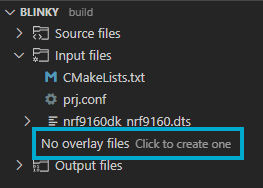 BLINKY build
Source files
Input files
CMakeLists.txt
prj.conf
nrf9160dk_nrf9160.dts
No overlay files Click to create one
Output files